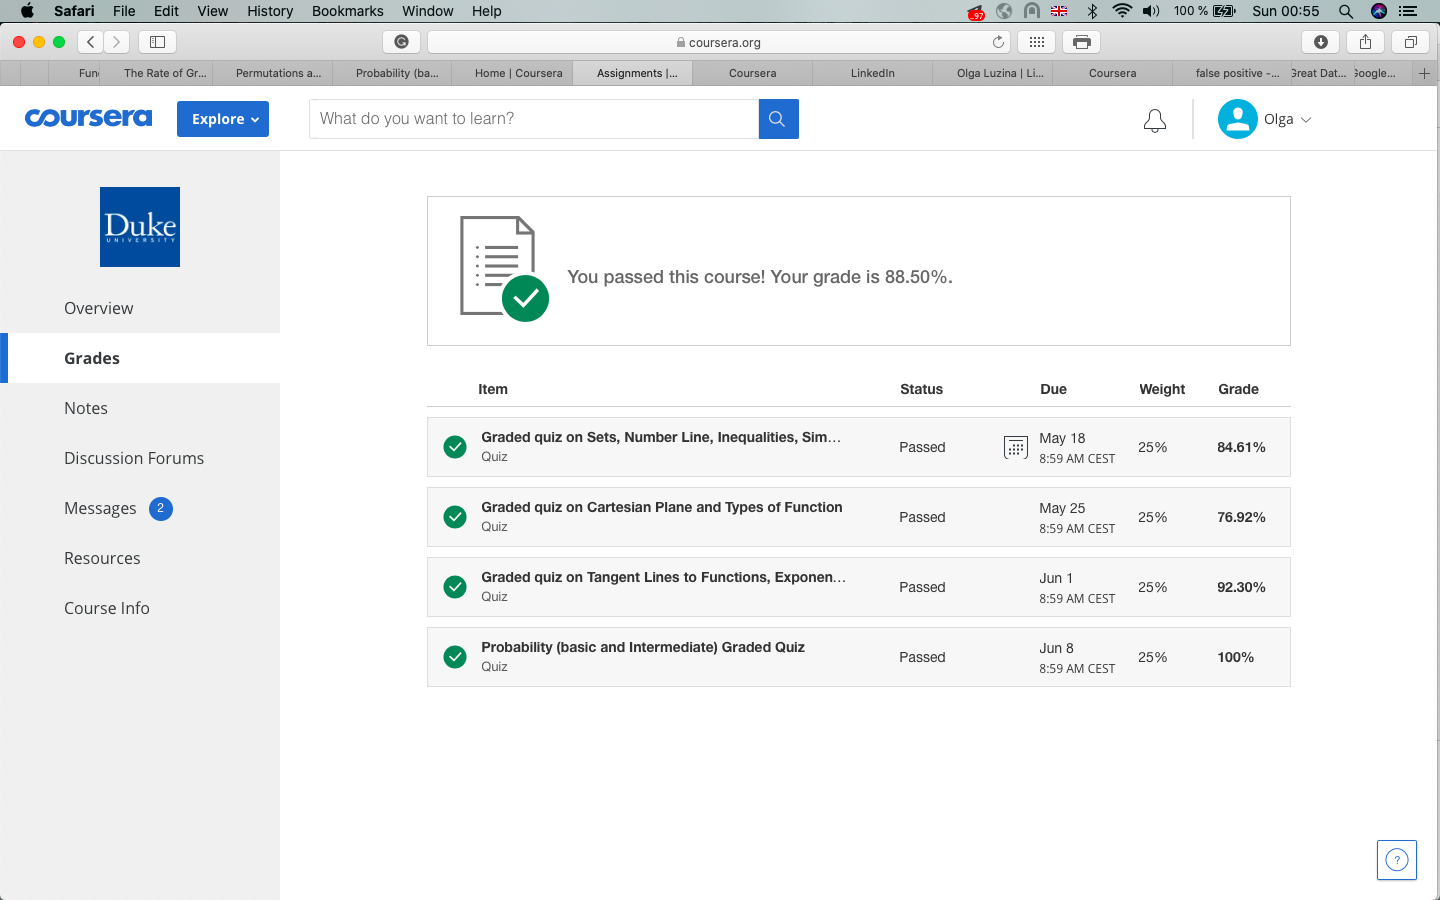 Safari File Edit View History Bookmarks Window Help 97 100 % Sun 00:55
coursera.org
Fun The Rate of Gr... Permutations a... Probability (ba... Home | Coursera Assignments |... Coursera LinkedIn Olga Luzina | Li... Coursera false positive -... Great Dat... Google...
coursera Explore What do you want to learn? Olga
Duke
UNIVERSITY
Overview
Grades
Notes
Discussion Forums
Messages 2
Resources
Course Info
You passed this course! Your grade is 88.50%.
Item Status Due Weight Grade
Graded quiz on Sets, Number Line, Inequalities, Sim...
Quiz
Passed
May 18
8:59 AM CEST
25%
84.61%
Graded quiz on Cartesian Plane and Types of Function
Quiz
Passed
May 25
8:59 AM CEST
25%
76.92%
Graded quiz on Tangent Lines to Functions, Exponen...
Quiz
Passed
Jun 1
8:59 AM CEST
25%
92.30%
Probability (basic and Intermediate) Graded Quiz
Quiz
Passed
Jun 8
8:59 AM CEST
25%
100%
?